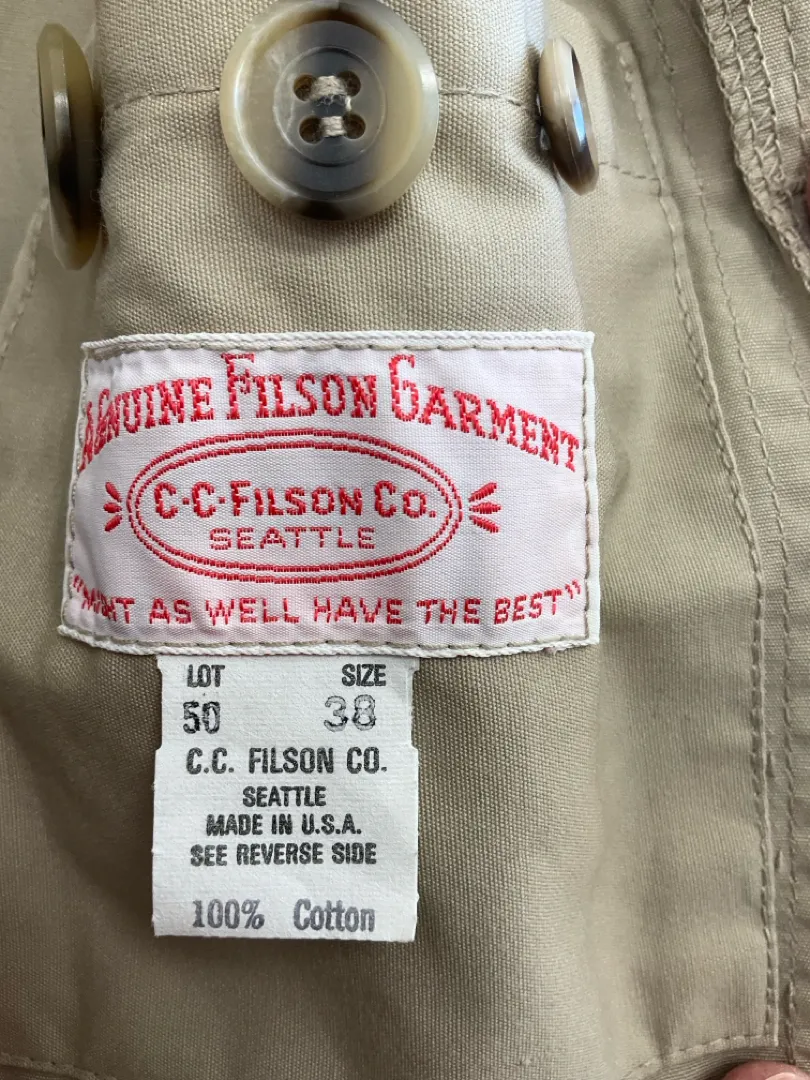 A GENUINE FILSON GARMENT
C·C·FILSON CO.
SEATTLE
"MIGHT AS WELL HAVE THE BEST"
LOT SIZE
50 38
C.C. FILSON CO.
SEATTLE
MADE IN U.S.A.
SEE REVERSE SIDE
100% Cotton